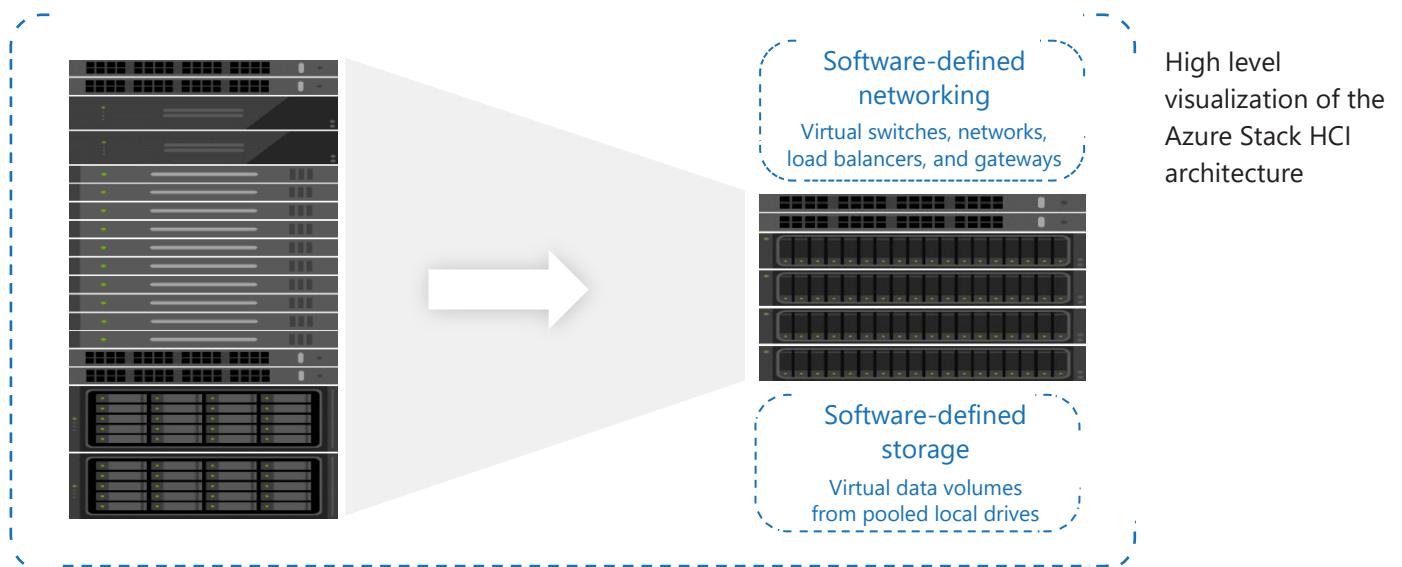 Software-defined
networking
Virtual switches, networks,
load balancers, and gateways
Software-defined
storage
Virtual data volumes
from pooled local drives
High level
visualization of the
Azure Stack HCI
architecture